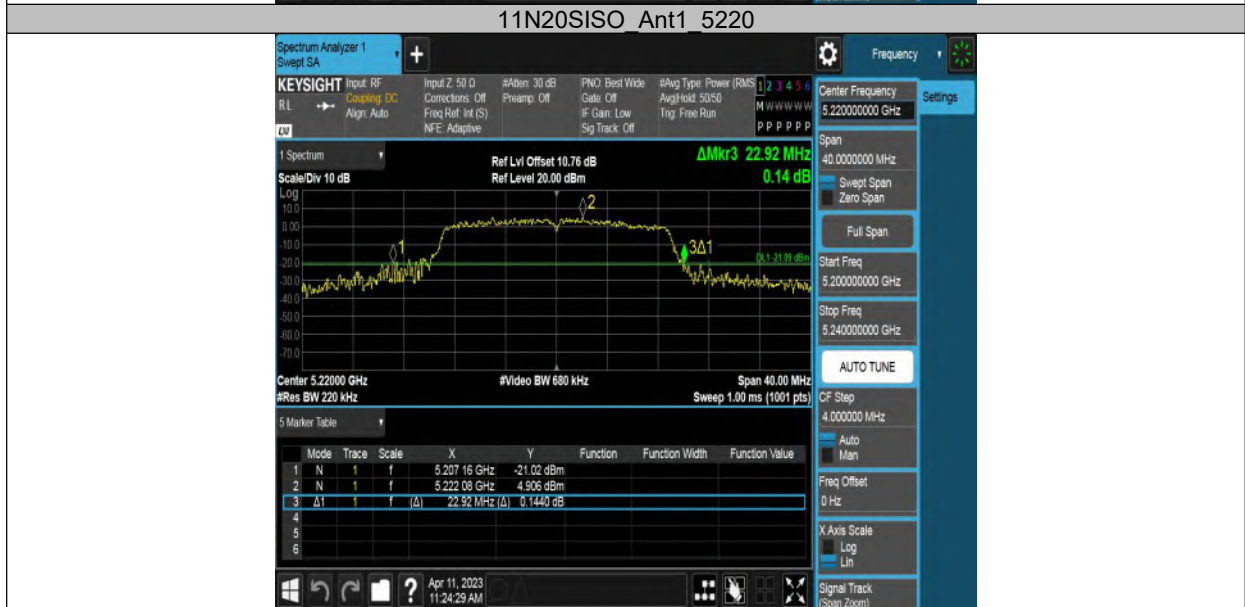 11N20SISO_Ant1_5220
Spectrum Analyzer 1
Swept SA
+
Frequency
KEYSIGHT
RL
LXI
Input: RF
Coupling: DC
Align: Auto
Input Z: 50 Ω
Corrections: Off
Freq Ref: Int (S)
NFE: Adaptive
#Atten: 30 dB
Preamp: Off
PNO: Best Wide
Gate: Off
IF Gain: Low
Sig Track: Off
#Avg Type: Power (RMS
Avg|Hold: 50/50
Trig: Free Run
1 2 3 4 5 6
M W W W W W
P P P P P P
Center Frequency
5.220000000 GHz
Settings
Span
40.0000000 MHz
Swept Span
Zero Span
Full Span
Start Freq
5.200000000 GHz
Stop Freq
5.240000000 GHz
AUTO TUNE
CF Step
4.000000 MHz
Auto
Man
Freq Offset
0 Hz
X Axis Scale
Log
Lin
Signal Track
(Span Zoom)
1 Spectrum
Scale/Div 10 dB
Ref Lvl Offset 10.76 dB
Ref Level 20.00 dBm
ΔMkr3 22.92 MHz
0.14 dB
Log
10.0
0.00
-10.0
-20.0
-30.0
-40.0
-50.0
-60.0
-70.0
1
2
3Δ1
DL1 -21.09 dBm
Center 5.22000 GHz
#Res BW 220 kHz
#Video BW 680 kHz
Span 40.00 MHz
Sweep 1.00 ms (1001 pts)
5 Marker Table
Mode Trace Scale X Y Function Function Width Function Value
1 N 1 f 5.207 16 GHz -21.02 dBm
2 N 1 f 5.222 08 GHz 4.906 dBm
3 Δ1 1 f (Δ) 22.92 MHz (Δ) 0.1440 dB
4
5
6
?
Apr 11, 2023
11:24:29 AM